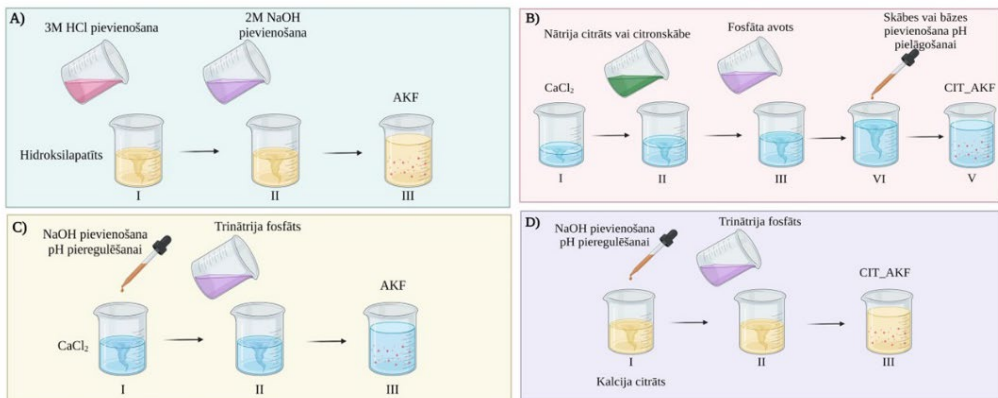 A)
3M HCl pievienošana
2M NaOH
pievienošana
AKF
Hidroksilapatīts
I
II
III
B)
Nātrija citrāts vai citronskābe
Fosfāta avots
Skābes vai bāzes
pievienošana pH
pielāgošanai
CaCl₂
CIT_AKF
I
II
III
VI
V
C)
NaOH pievienošana
pH pieregulēšanai
Trinātrija fosfāts
AKF
CaCl₂
I
II
III
D)
NaOH pievienošana
pH pieregulēšanai
Trinātrija fosfāts
CIT_AKF
I
II
III
Kalcija citrāts